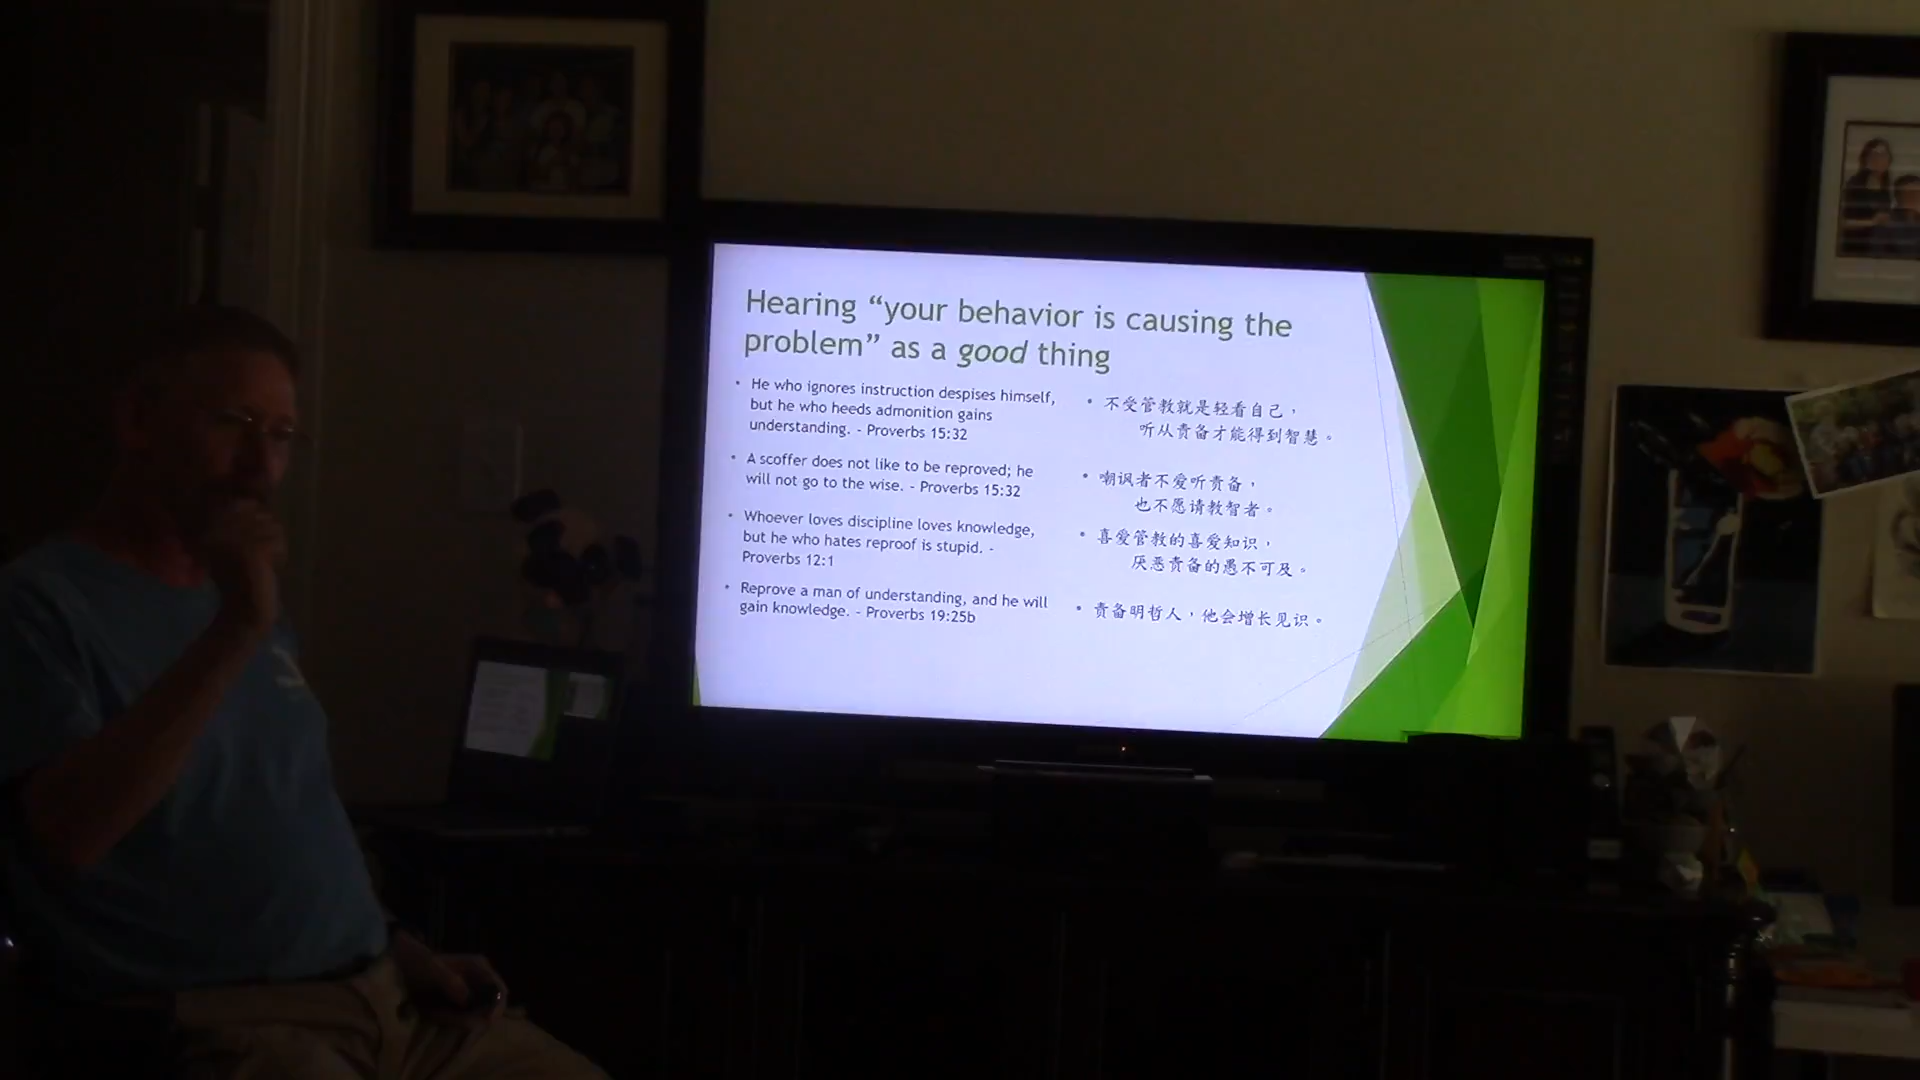 Hearing “your behavior is causing the
problem” as a good thing
• He who ignores instruction despises himself,
but he who heeds admonition gains
understanding. - Proverbs 15:32
• A scoffer does not like to be reproved; he
will not go to the wise. - Proverbs 15:32
• Whoever loves discipline loves knowledge,
but he who hates reproof is stupid. -
Proverbs 12:1
• Reprove a man of understanding, and he will
gain knowledge. - Proverbs 19:25b
• 不受管教就是轻看自己，
听从责备才能得到智慧。
• 嘲讽者不爱听责备，
也不愿请教智者。
• 喜爱管教的喜爱知识，
厌恶责备的愚不可及。
• 责备明哲人，他会增长见识。